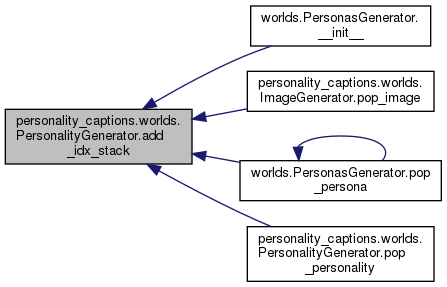 personality_captions.worlds.
PersonalityGenerator.add
_idx_stack
worlds.PersonasGenerator.
__init__
personality_captions.worlds.
ImageGenerator.pop_image
worlds.PersonasGenerator.pop
_persona
personality_captions.worlds.
PersonalityGenerator.pop
_personality